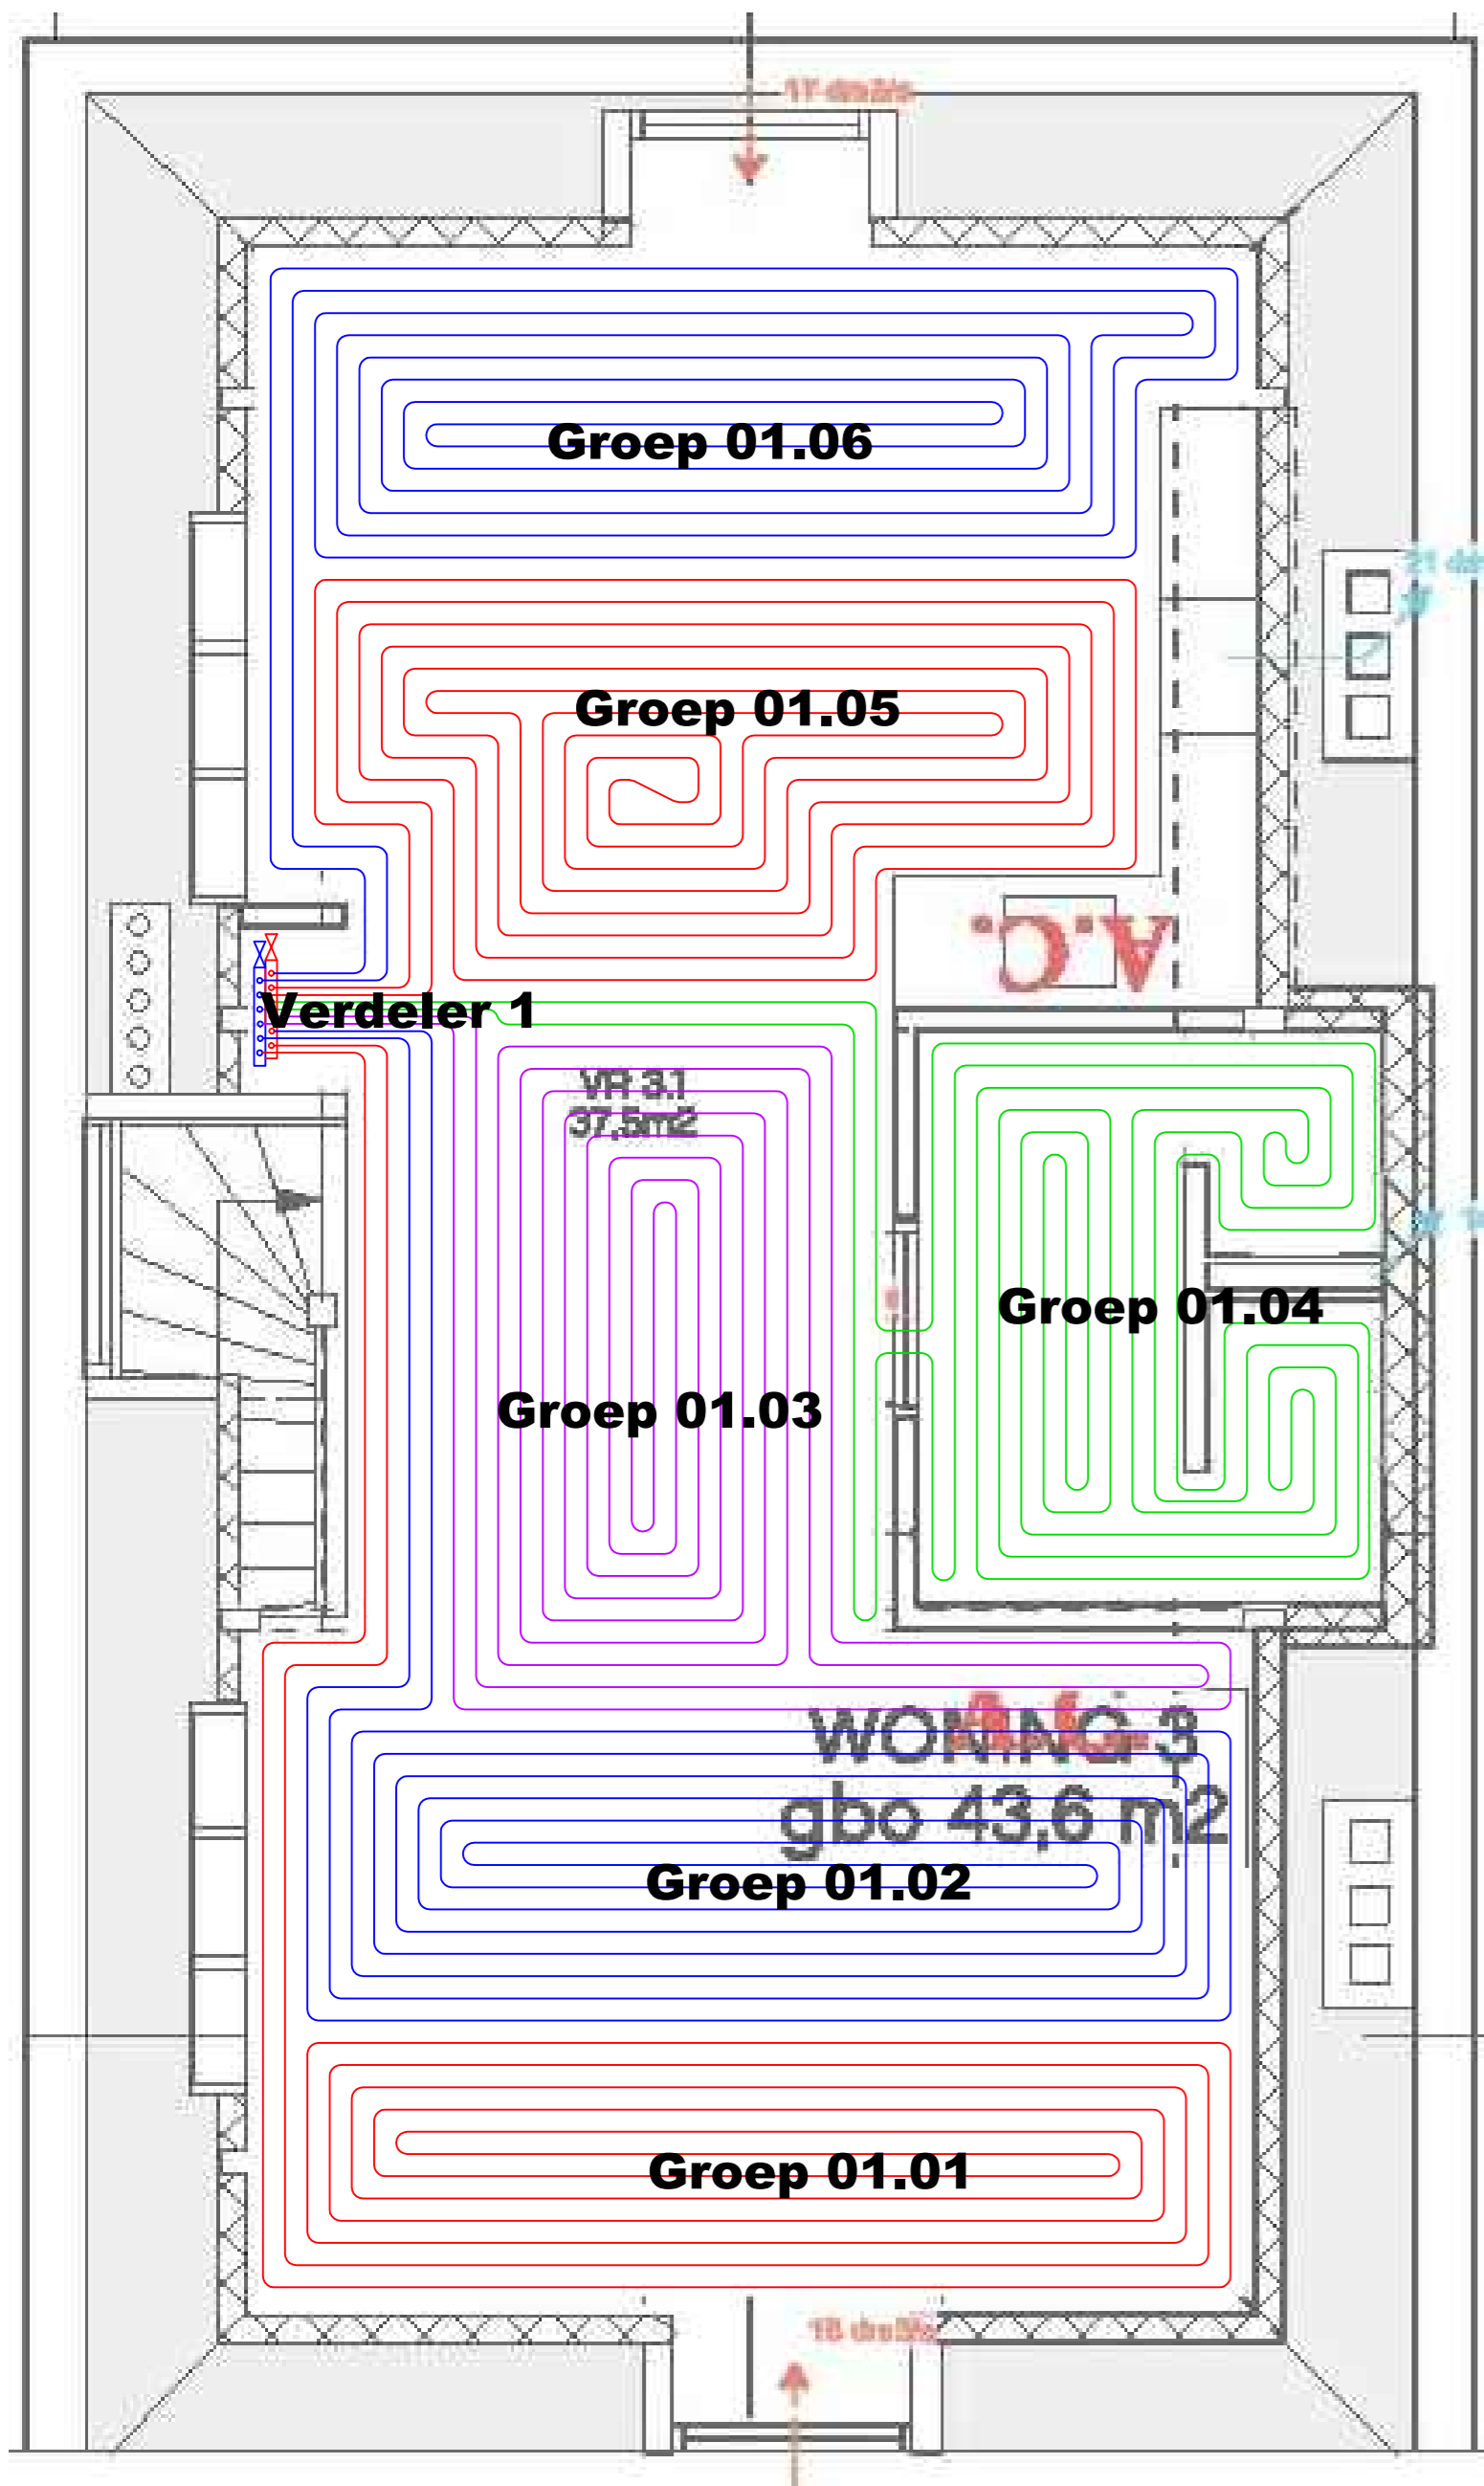 Groep 01.06
Groep 01.05
A.C.
Verdeler 1
VR 3.1
37,5m2
Groep 01.04
Groep 01.03
WONING 3
gbo 43,6 m2
Groep 01.02
Groep 01.01